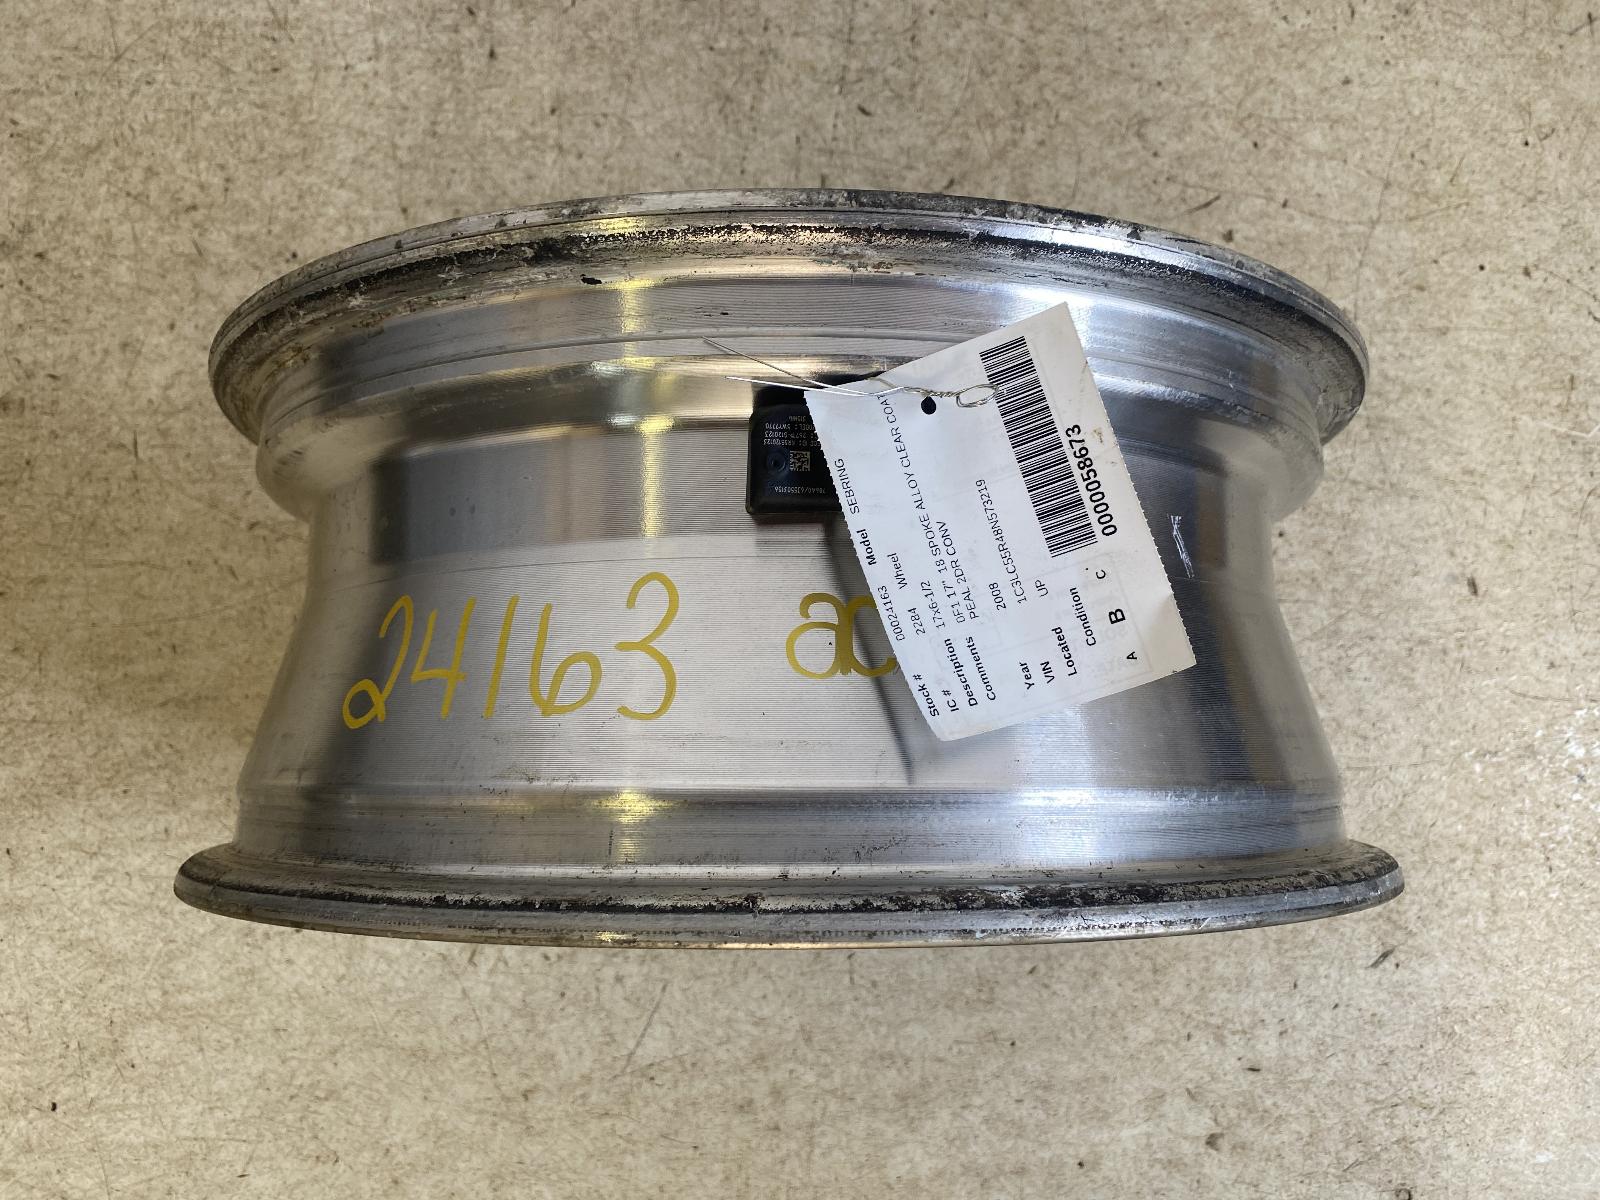 24163 ac
Stock# 00024163 Model SEBRING
IC # 2284 Wheel
Description 17x6-1/2
Comments 0F1 17", 18 SPOKE ALLOY CLEAR COAT
PEAL 2DR CONV
Year 2008
VIN 1C3LC55R48N573219
Located UP
Condition
A B C
0000058673
315MHz